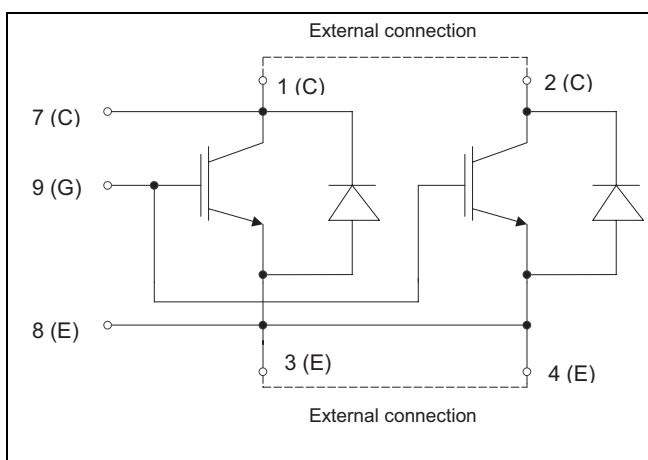 External connection
1 (C)
2 (C)
7 (C)
9 (G)
8 (E)
3 (E)
4 (E)
External connection